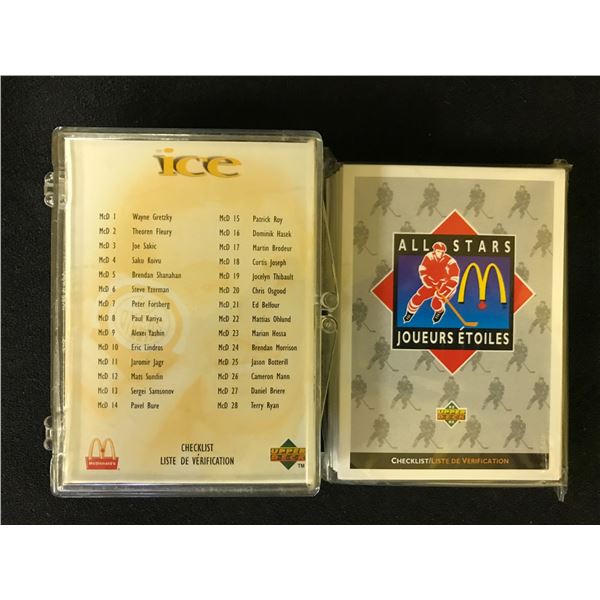 ice
McD 1 Wayne Gretzky
McD 2 Theoren Fleury
McD 3 Joe Sakic
McD 4 Saku Koivu
McD 5 Brendan Shanahan
McD 6 Steve Yzerman
McD 7 Peter Forsberg
McD 8 Paul Kariya
McD 9 Alexei Yashin
McD 10 Eric Lindros
McD 11 Jaromir Jagr
McD 12 Mats Sundin
McD 13 Sergei Samsonov
McD 14 Pavel Bure
McD 15 Patrick Roy
McD 16 Dominik Hasek
McD 17 Martin Brodeur
McD 18 Curtis Joseph
McD 19 Jocelyn Thibault
McD 20 Chris Osgood
McD 21 Ed Belfour
McD 22 Mattias Ohlund
McD 23 Marian Hossa
McD 24 Brendan Morrison
McD 25 Jason Botterill
McD 26 Cameron Mann
McD 27 Daniel Briere
McD 28 Terry Ryan
McDonald's
CHECKLIST
LISTE DE VÉRIFICATION
UPPER DECK
TM
ALL STARS
JOUEURS ÉTOILES
UPPER DECK
CHECKLIST/LISTE DE VÉRIFICATION